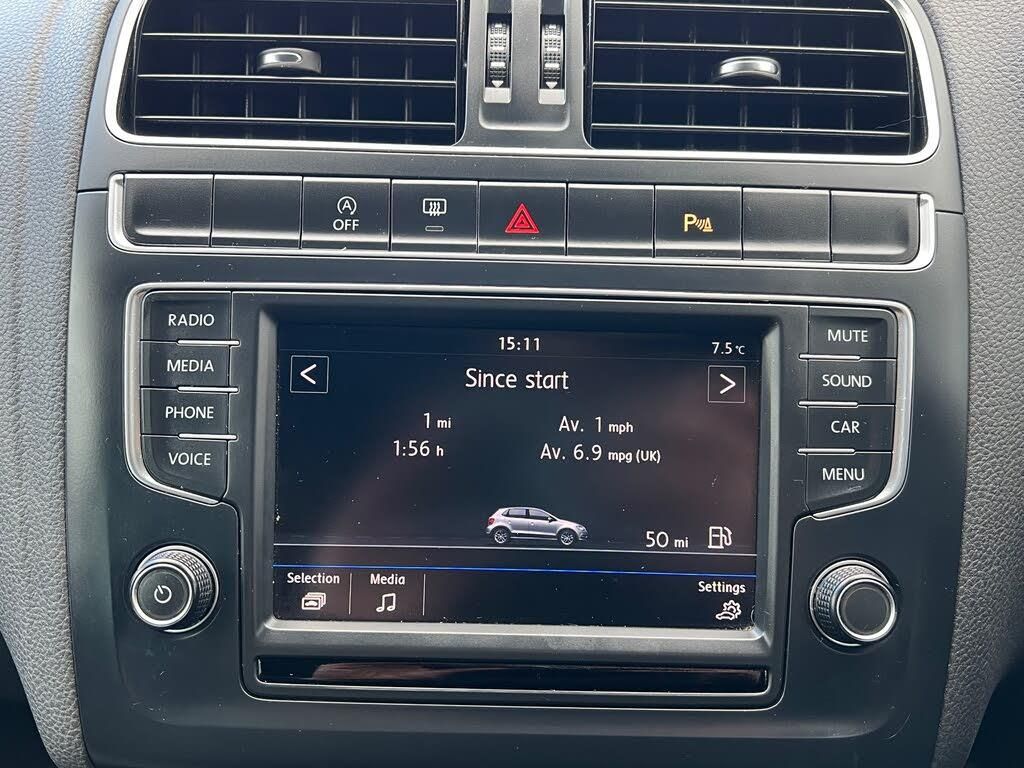 A
OFF
P
RADIO
MEDIA
PHONE
VOICE
15:11
7.5 °C
<
Since start
>
1 mi
Av. 1 mph
1:56 h
Av. 6.9 mpg (UK)
50 mi
Selection
Media
Settings
MUTE
SOUND
CAR
MENU